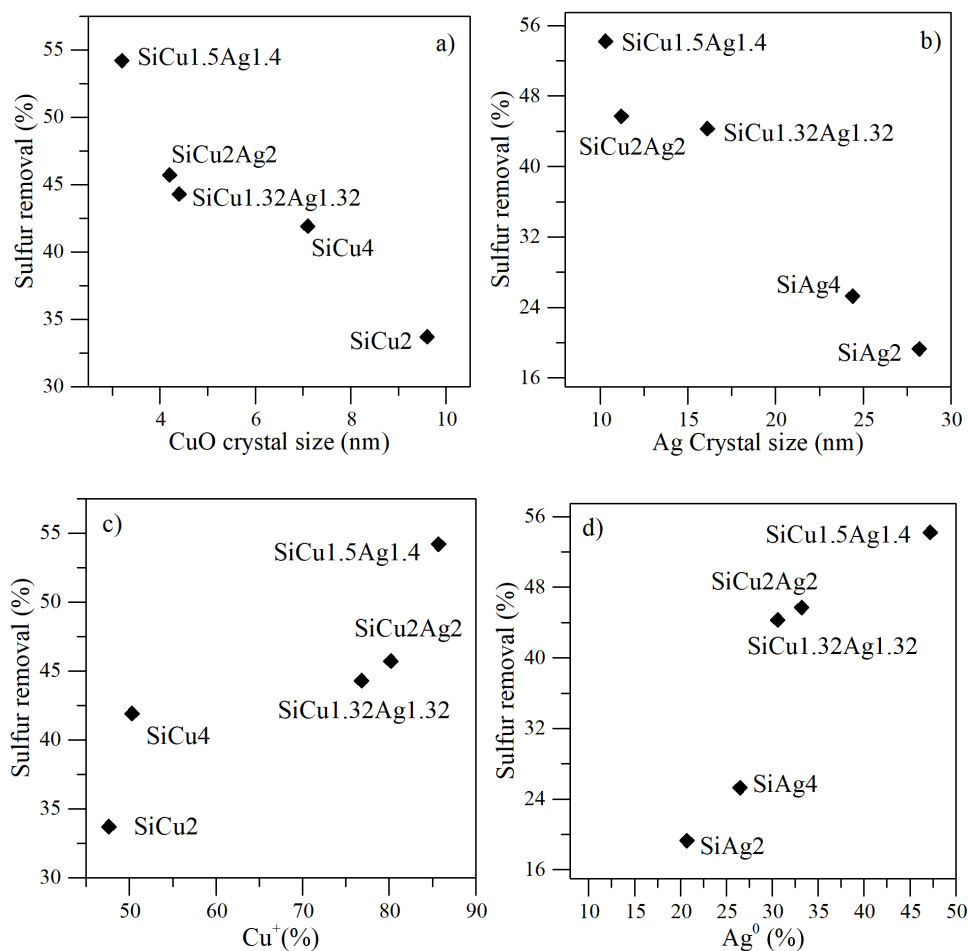 a)
Sulfur removal (%)
55
50
45
40
35
30
SiCu1.5Ag1.4
SiCu2Ag2
SiCu1.32Ag1.32
SiCu4
SiCu2
4 6 8 10
CuO crystal size (nm)
b)
Sulfur removal (%)
56
48
40
32
24
16
SiCu1.5Ag1.4
SiCu2Ag2
SiCu1.32Ag1.32
SiAg4
SiAg2
10 15 20 25 30
Ag Crystal size (nm)
c)
Sulfur removal (%)
55
50
45
40
35
30
SiCu1.5Ag1.4
SiCu2Ag2
SiCu1.32Ag1.32
SiCu4
SiCu2
50 60 70 80 90
Cu⁺(%)
d)
Sulfur removal (%)
56
48
40
32
24
16
SiCu1.5Ag1.4
SiCu2Ag2
SiCu1.32Ag1.32
SiAg4
SiAg2
10 15 20 25 30 35 40 45 50
Ag⁰ (%)